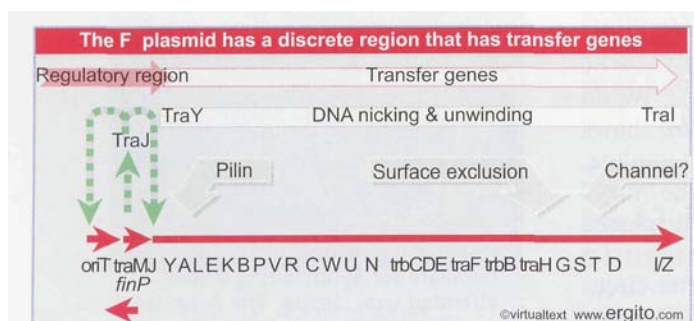 The F plasmid has a discrete region that has transfer genes
Regulatory region Transfer genes
TraY DNA nicking & unwinding TraI
TraJ
Pilin Surface exclusion Channel?
oriT traMJ YALEKBPVR CWUN trbCDE traF trbB traH GSTD I/Z
finP
©virtualtext www.ergito.com